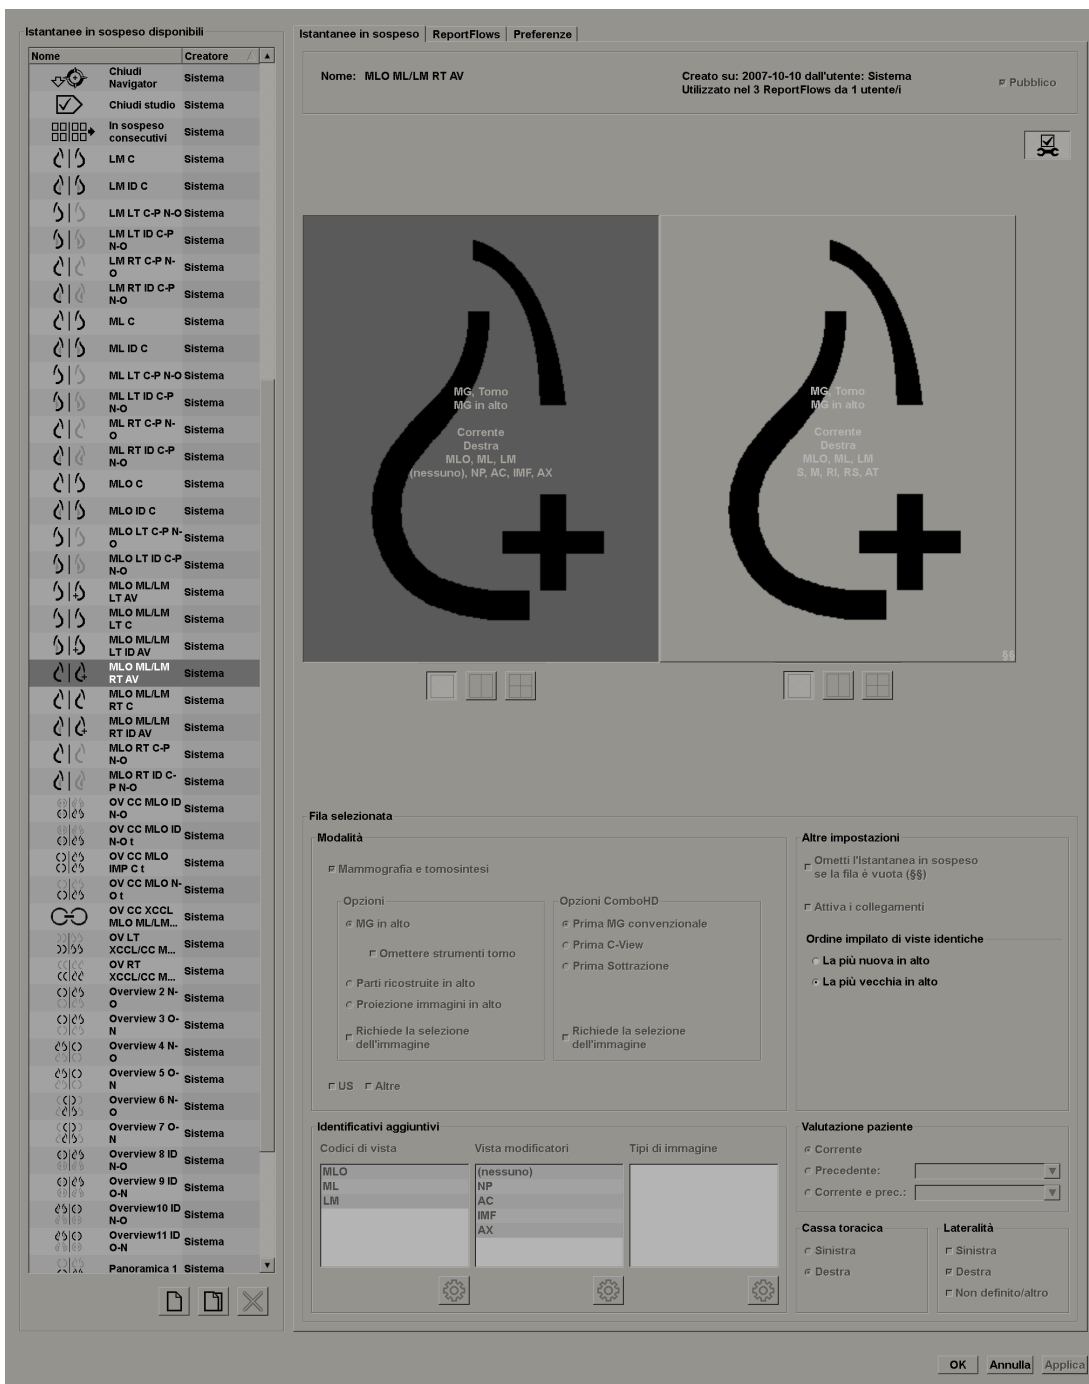 Istantanee in sospeso disponibili
Nome Creatore
Chiudi Navigator Sistema
Chiudi studio Sistema
In sospeso consecutivi Sistema
LM C Sistema
LM ID C Sistema
LM LT C-P N-O Sistema
LM LT ID C-P N-O Sistema
LM RT C-P N-O Sistema
LM RT ID C-P N-O Sistema
ML C Sistema
ML ID C Sistema
ML LT C-P N-O Sistema
ML LT ID C-P N-O Sistema
ML RT C-P N-O Sistema
ML RT ID C-P N-O Sistema
MLO C Sistema
MLO ID C Sistema
MLO LT C-P N-O Sistema
MLO LT ID C-P N-O Sistema
MLO ML/LM LT AV Sistema
MLO ML/LM LT C Sistema
MLO ML/LM LT ID AV Sistema
MLO ML/LM RT AV Sistema
MLO ML/LM RT C Sistema
MLO ML/LM RT ID AV Sistema
MLO RT C-P N-O Sistema
MLO RT ID C-P N-O Sistema
OV CC MLO ID N-O Sistema
OV CC MLO ID N-O t Sistema
OV CC MLO IMP C t Sistema
OV CC MLO N-O t Sistema
OV CC XCCL MLO ML/LM... Sistema
OV LT XCCL/CC M... Sistema
OV RT XCCL/CC M... Sistema
Overview 2 N-O Sistema
Overview 3 O-N Sistema
Overview 4 N-O Sistema
Overview 5 O-N Sistema
Overview 6 N-O Sistema
Overview 7 O-N Sistema
Overview 8 ID N-O Sistema
Overview 9 ID O-N Sistema
Overview10 ID N-O Sistema
Overview11 ID O-N Sistema
Panoramica 1 Sistema
Istantanee in sospeso ReportFlows Preferenze
Nome: MLO ML/LM RT AV
Creato su: 2007-10-10 dall'utente: Sistema
Utilizzato nel 3 ReportFlows da 1 utente/i
Pubblico
MG, Tomo
MG in alto
Corrente
Destra
MLO, ML, LM
(nessuno), NP, AC, IMF, AX
MG, Tomo
MG in alto
Corrente
Destra
MLO, ML, LM
S, M, RI, RS, AT
§§
Fila selezionata
Modalità
Mammografia e tomosintesi
Opzioni
MG in alto
Omettere strumenti tomo
Parti ricostruite in alto
Proiezione immagini in alto
Richiede la selezione
dell'immagine
Opzioni ComboHD
Prima MG convenzionale
Prima C-View
Prima Sottrazione
Richiede la selezione
dell'immagine
US Altre
Altre impostazioni
Ometti l'Istantanea in sospeso
se la fila è vuota (§§)
Attiva i collegamenti
Ordine impilato di viste identiche
La più nuova in alto
La più vecchia in alto
Identificativi aggiuntivi
Codici di vista
MLO
ML
LM
Vista modificatori
(nessuno)
NP
AC
IMF
AX
Tipi di immagine
Valutazione paziente
Corrente
Precedente:
Corrente e prec.:
Cassa toracica
Sinistra
Destra
Lateralità
Sinistra
Destra
Non definito/altro
OK Annulla Applica